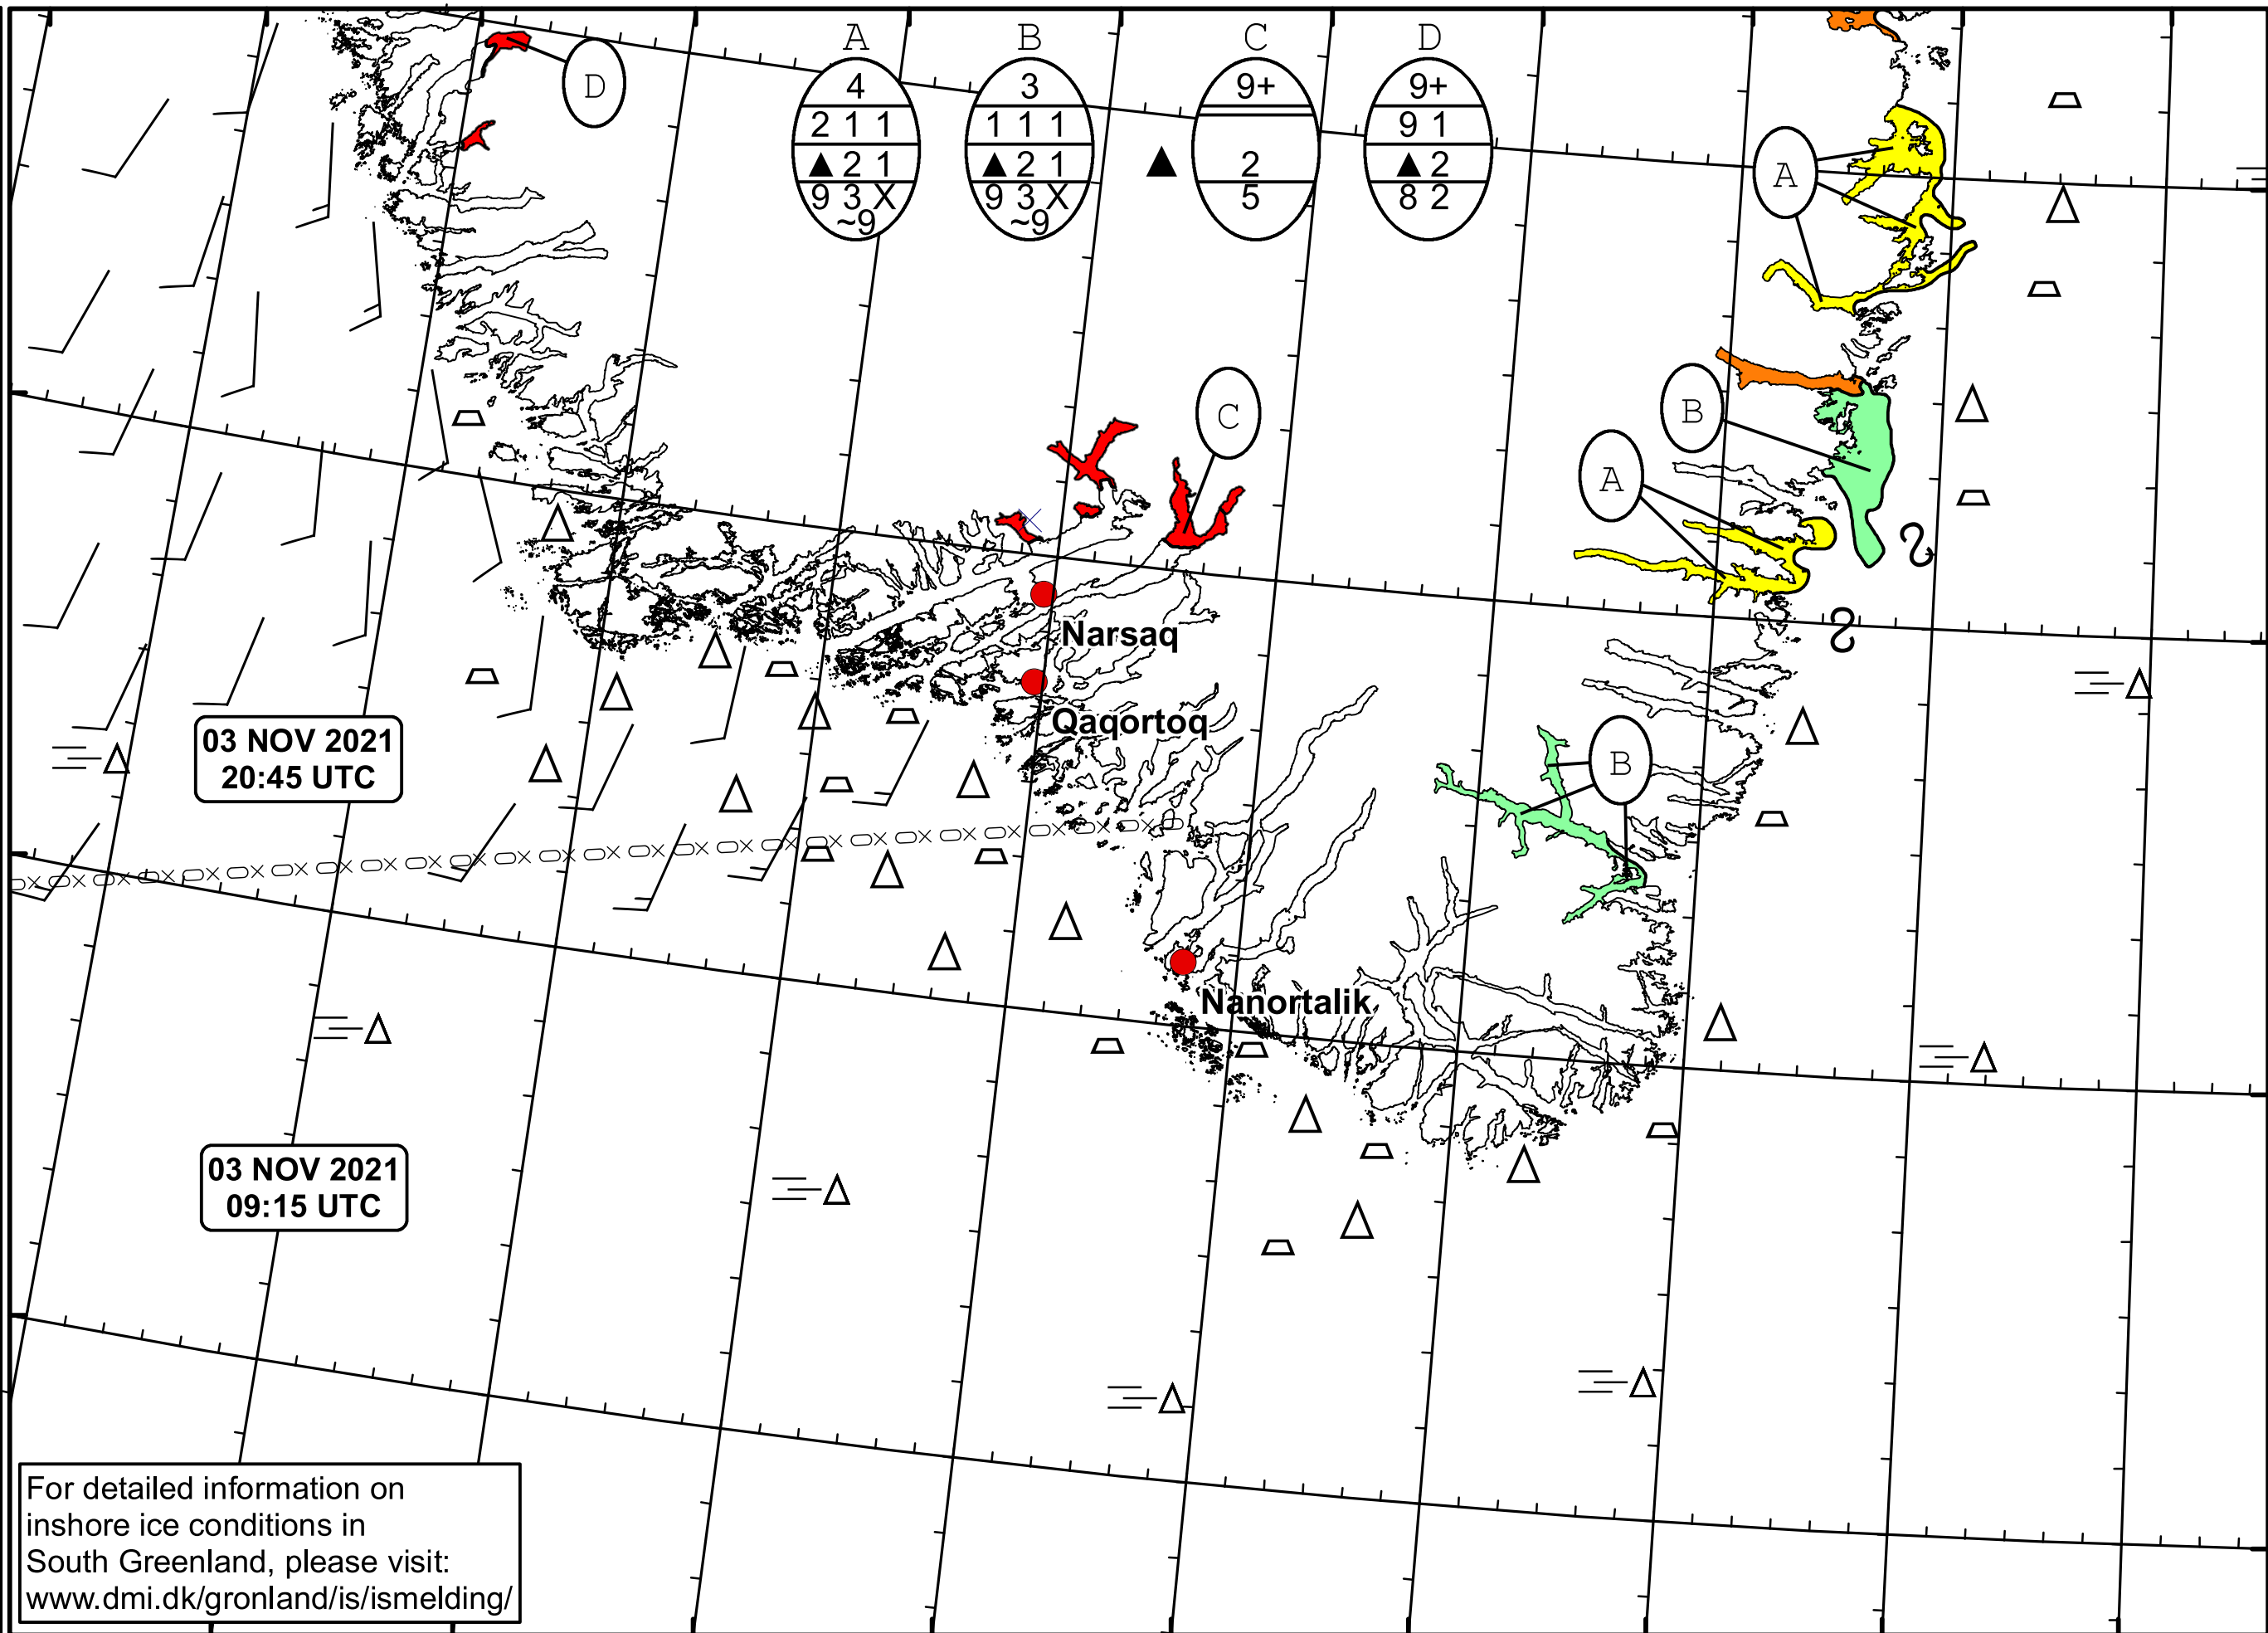 A B C D
4
2 1 1
▲ 2 1
9 3 X
~9
3
1 1 1
▲ 2 1
9 3 X
~9
9+
▲ 2
5
9+
9 1
▲ 2
8 2
D
A
C
B
A
B
Narsaq
Qaqortoq
Nanortalik
03 NOV 2021
20:45 UTC
03 NOV 2021
09:15 UTC
For detailed information on
inshore ice conditions in
South Greenland, please visit:
www.dmi.dk/gronland/is/ismelding/